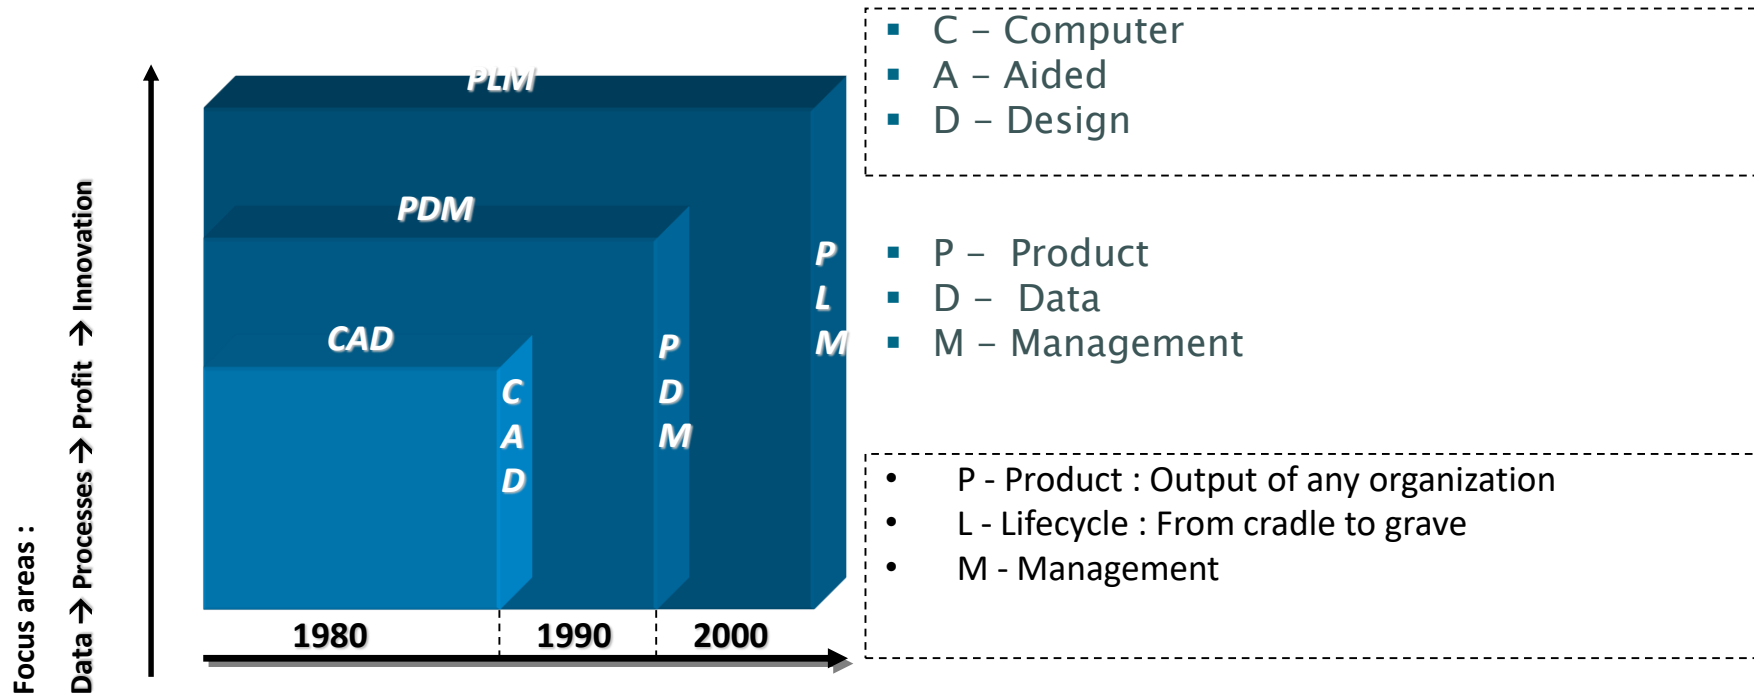 Focus areas :
Data → Processes → Profit → Innovation
PLM
PDM
CAD
C
A
D
P
D
M
P
L
M
1980
1990
2000
▪ C – Computer
▪ A – Aided
▪ D – Design
▪ P – Product
▪ D – Data
▪ M – Management
• P - Product : Output of any organization
• L - Lifecycle : From cradle to grave
• M - Management